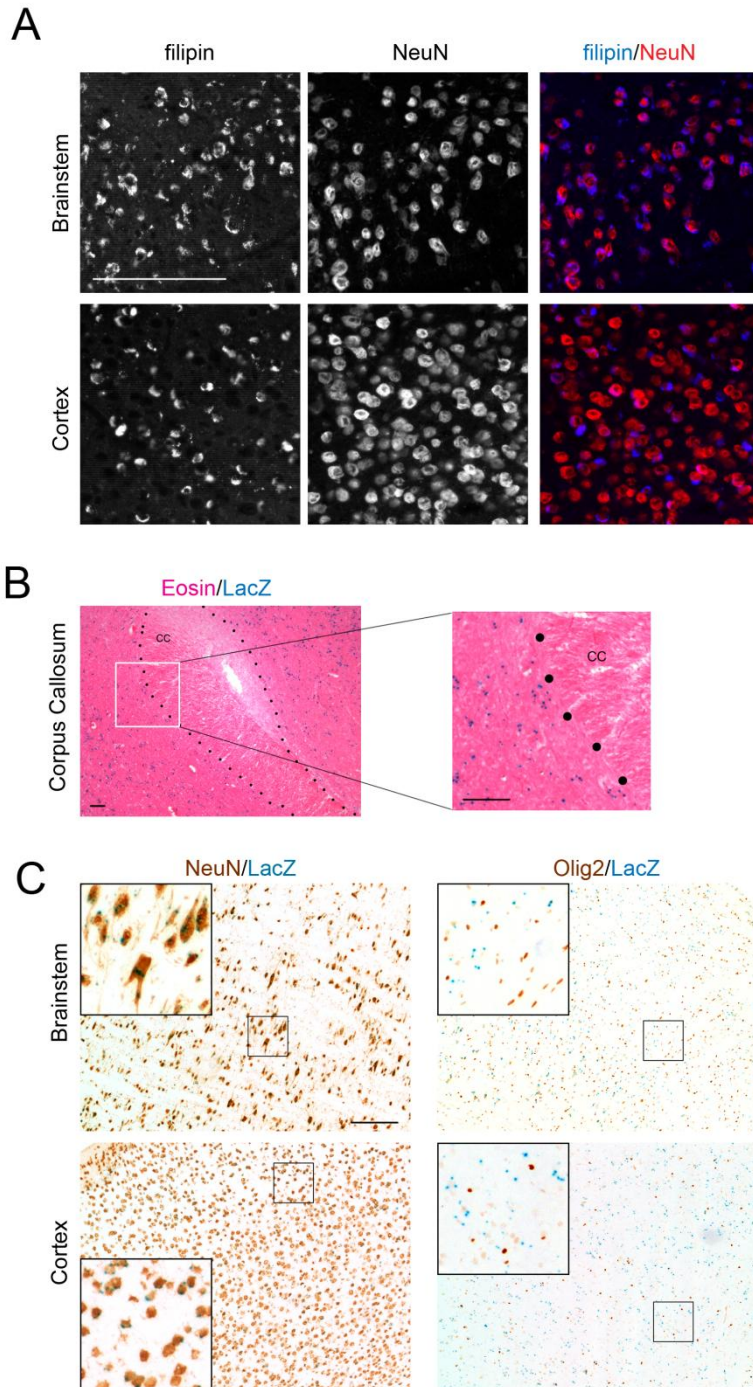 A
filipin NeuN filipin/NeuN
Brainstem
Cortex
B
Eosin/LacZ
Corpus Callosum
cc
cc
C
NeuN/LacZ Olig2/LacZ
Brainstem
Cortex